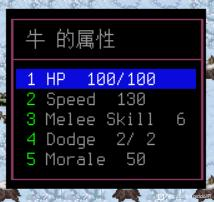 牛 的属性
1 HP 100/100
2 Speed 130
3 Melee Skill 6
4 Dodge 2/ 2
5 Morale 50